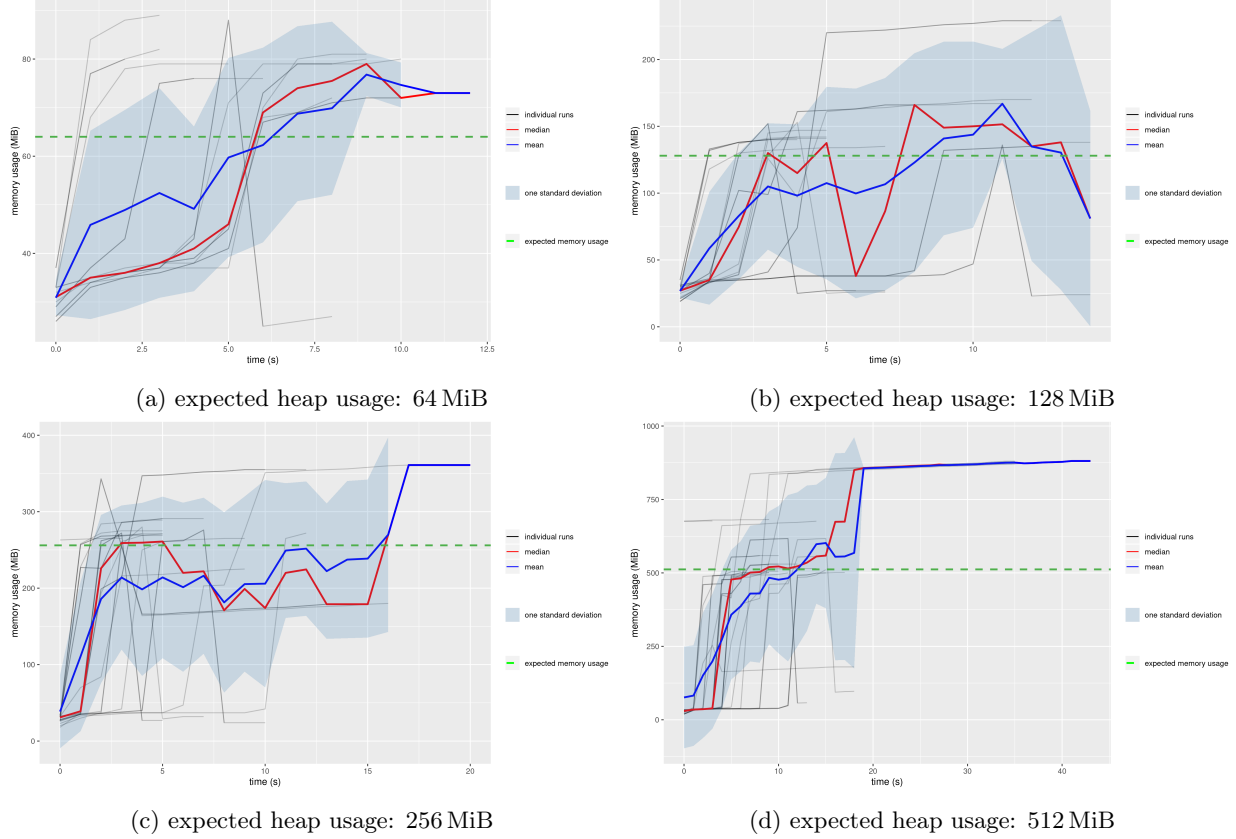 80
60
40
memory usage (MiB)
0.0
2.5
5.0
7.5
10.0
12.5
time (s)
individual runs
median
mean
one standard deviation
expected memory usage
200
150
100
50
0
memory usage (MiB)
0
5
10
time (s)
individual runs
median
mean
one standard deviation
expected memory usage
(a) expected heap usage: 64 MiB
(b) expected heap usage: 128 MiB
400
300
200
100
0
memory usage (MiB)
0
5
10
15
20
time (s)
individual runs
median
mean
one standard deviation
expected memory usage
1000
750
500
250
0
memory usage (MiB)
0
10
20
30
40
time (s)
individual runs
median
mean
one standard deviation
expected memory usage
(c) expected heap usage: 256 MiB
(d) expected heap usage: 512 MiB